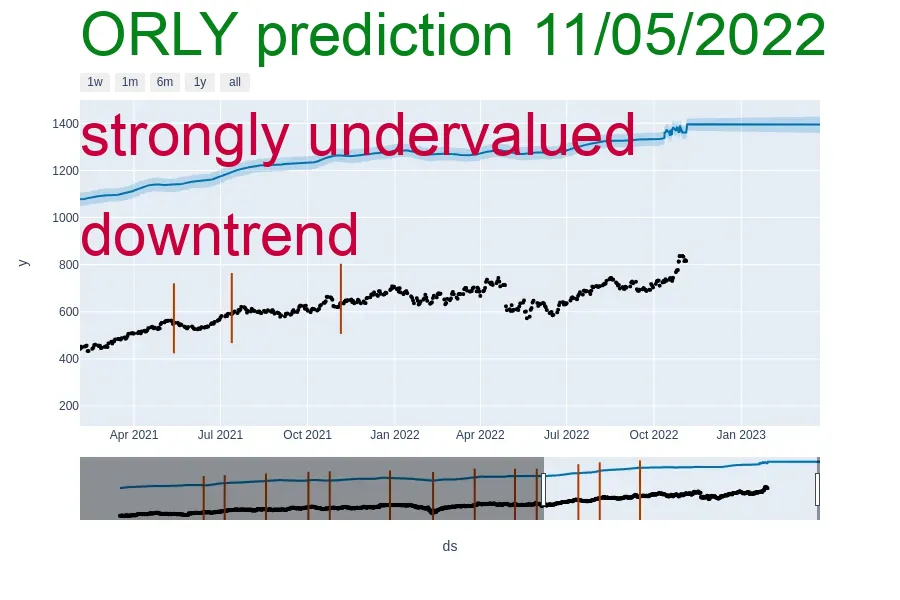 ORLY prediction 11/05/2022
1w 1m 6m 1y all
strongly undervalued
downtrend
1400
1200
1000
800
600
400
200
y
Apr 2021 Jul 2021 Oct 2021 Jan 2022 Apr 2022 Jul 2022 Oct 2022 Jan 2023
ds